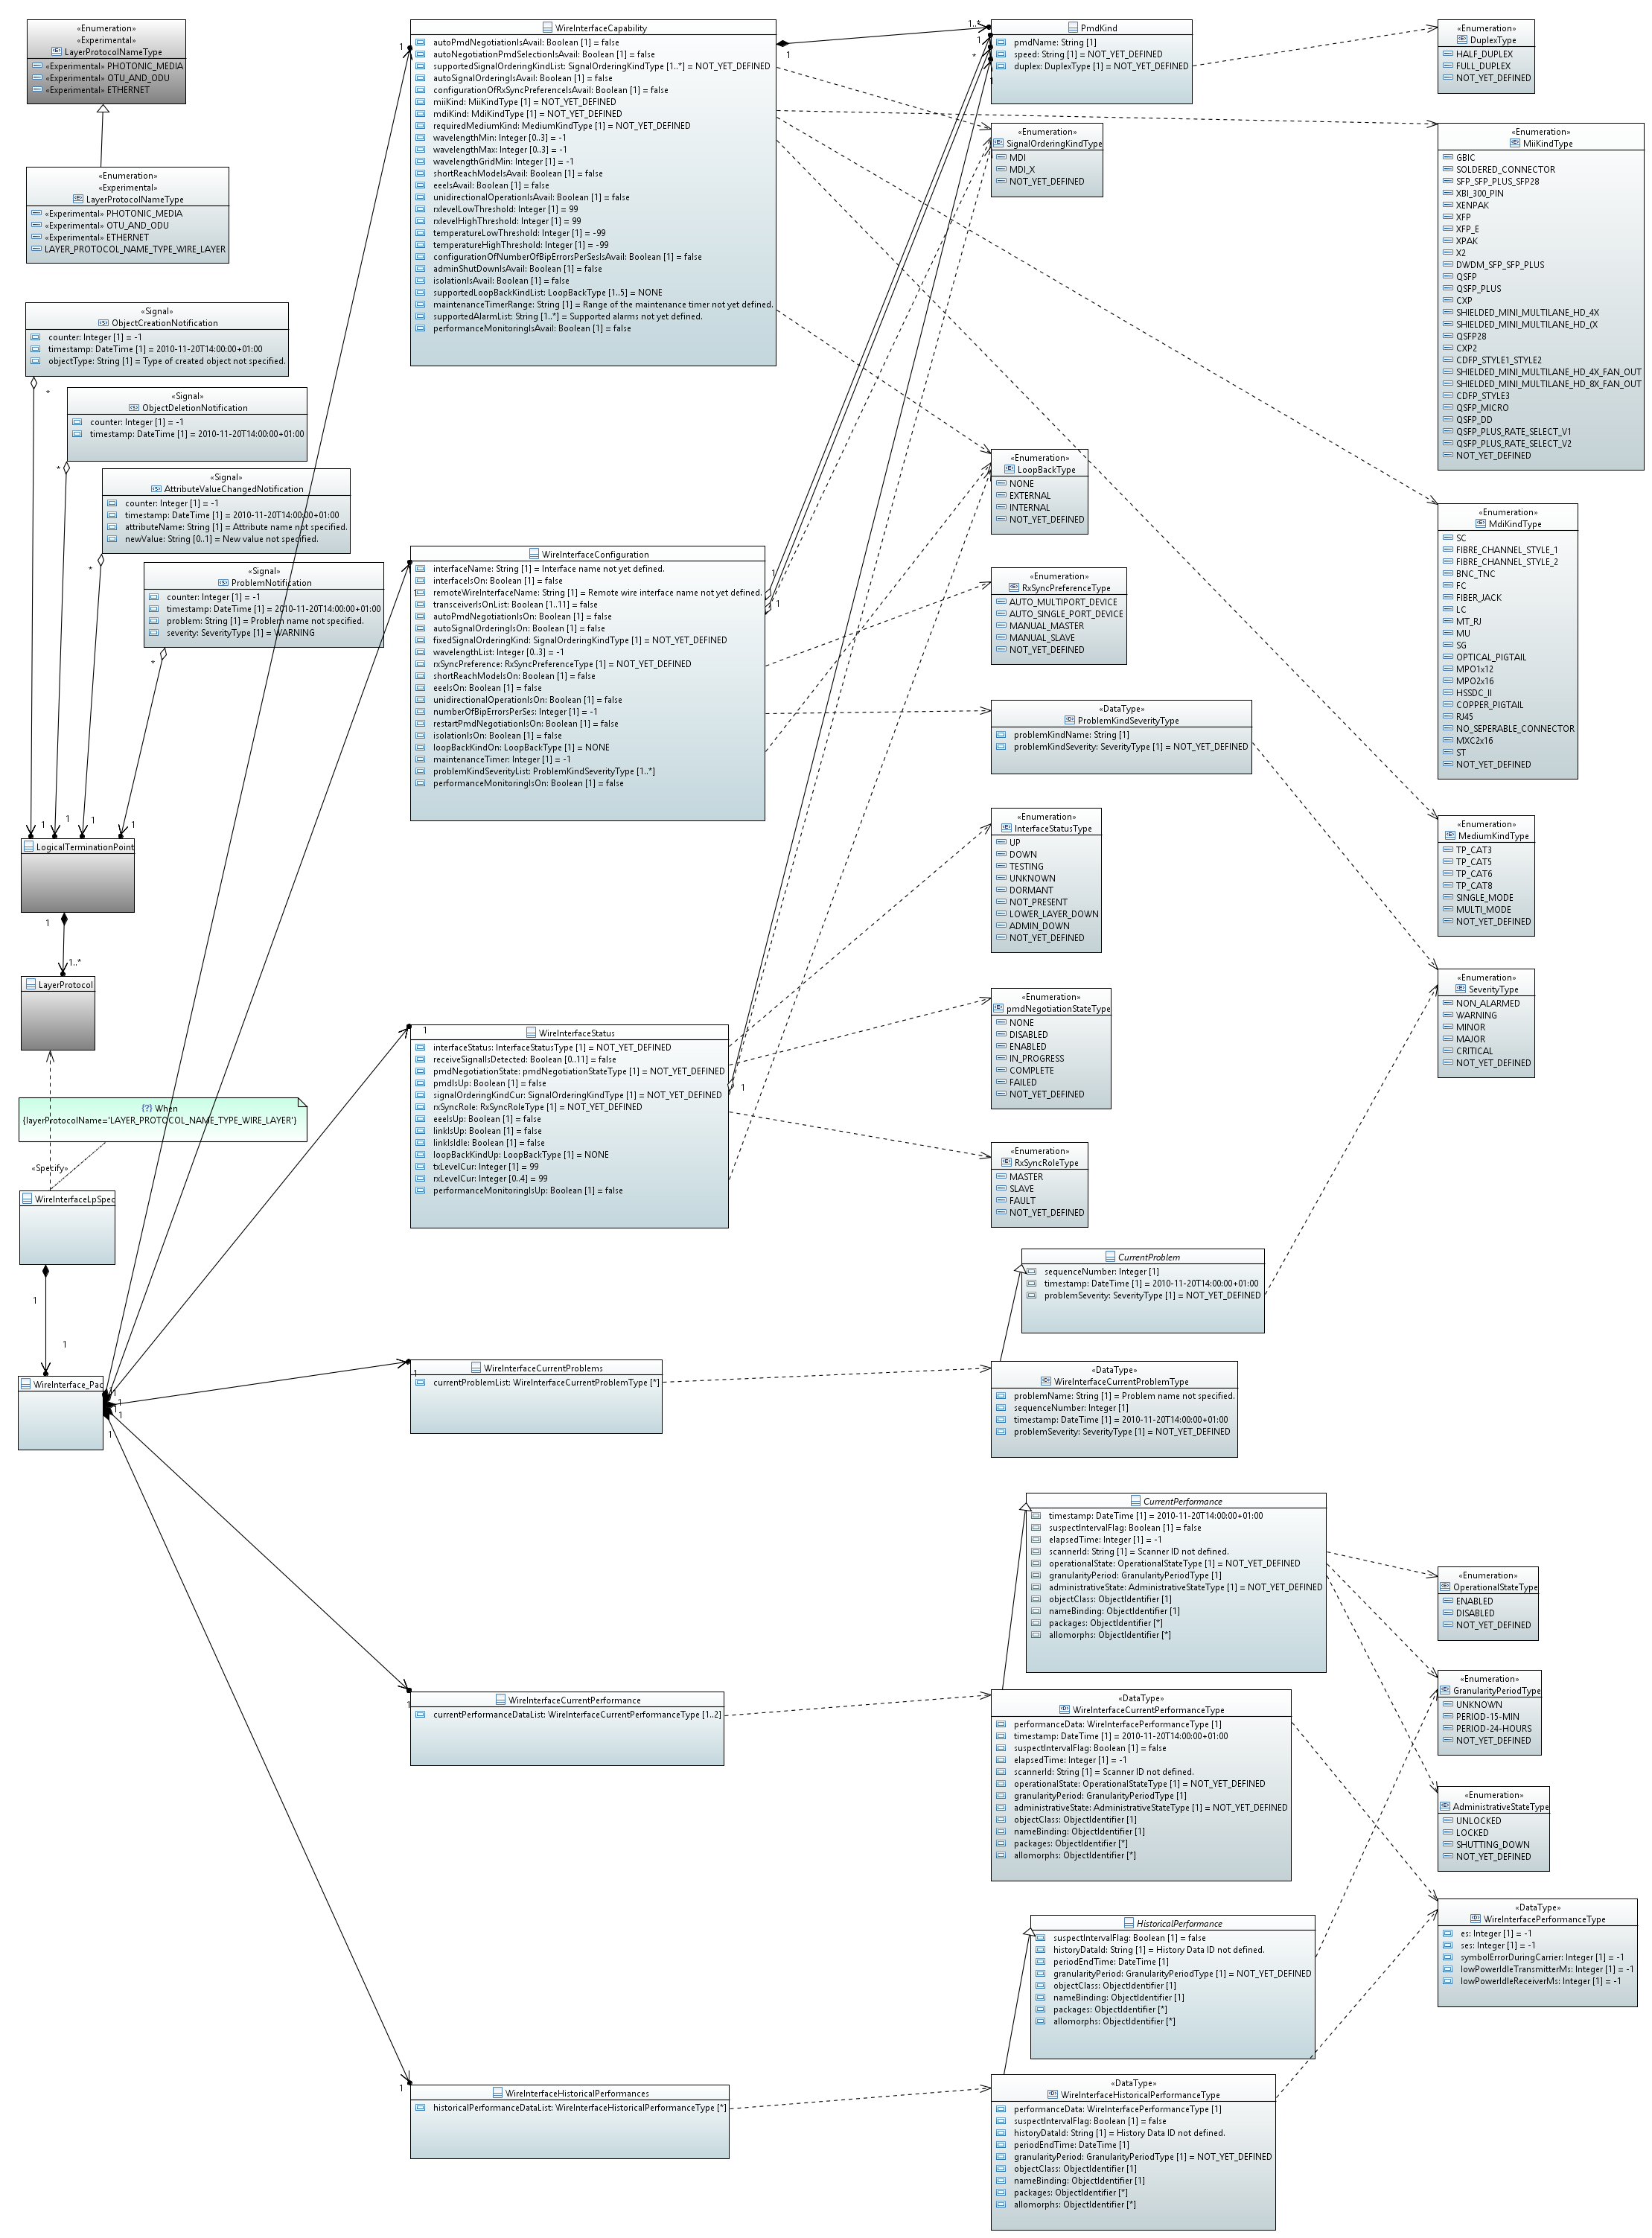 «Enumeration»
«Experimental»
LayerProtocolNameType
«Experimental» PHOTONIC_MEDIA
«Experimental» OTU_AND_ODU
«Experimental» ETHERNET
«Enumeration»
«Experimental»
LayerProtocolNameType
«Experimental» PHOTONIC_MEDIA
«Experimental» OTU_AND_ODU
«Experimental» ETHERNET
LAYER_PROTOCOL_NAME_TYPE_WIRE_LAYER
«Signal»
ObjectCreationNotification
counter: Integer [1] = -1
timestamp: DateTime [1] = 2010-11-20T14:00:00+01:00
objectType: String [1] = Type of created object not specified.
*
«Signal»
ObjectDeletionNotification
counter: Integer [1] = -1
timestamp: DateTime [1] = 2010-11-20T14:00:00+01:00
*
«Signal»
AttributeValueChangedNotification
counter: Integer [1] = -1
timestamp: DateTime [1] = 2010-11-20T14:00:00+01:00
attributeName: String [1] = Attribute name not specified.
newValue: String [0..1] = New value not specified.
*
«Signal»
ProblemNotification
counter: Integer [1] = -1
timestamp: DateTime [1] = 2010-11-20T14:00:00+01:00
problem: String [1] = Problem name not specified.
severity: SeverityType [1] = WARNING
*
1 1 1 1
LogicalTerminationPoint
1
1..*
LayerProtocol
{?} When
{layerProtocolName='LAYER_PROTOCOL_NAME_TYPE_WIRE_LAYER'}
«Specify»
WireInterfaceLpSpec
1
1
WireInterface_Pac
1
1
1
1
1
WireInterfaceCapability
autoPmdNegotiationIsAvail: Boolean [1] = false
autoNegotiationPmdSelectionIsAvail: Boolean [1] = false
supportedSignalOrderingKindList: SignalOrderingKindType [1..*] = NOT_YET_DEFINED
autoSignalOrderingIsAvail: Boolean [1] = false
configurationOfRxSyncPreferenceIsAvail: Boolean [1] = false
miiKind: MiiKindType [1] = NOT_YET_DEFINED
mdiKind: MdiKindType [1] = NOT_YET_DEFINED
requiredMediumKind: MediumKindType [1] = NOT_YET_DEFINED
wavelengthMin: Integer [0..3] = -1
wavelengthMax: Integer [0..3] = -1
wavelengthGridMin: Integer [1] = -1
shortReachModeIsAvail: Boolean [1] = false
eeeIsAvail: Boolean [1] = false
unidirectionalOperationIsAvail: Boolean [1] = false
rxlevelLowThreshold: Integer [1] = 99
rxlevelHighThreshold: Integer [1] = 99
temperatureLowThreshold: Integer [1] = -99
temperatureHighThreshold: Integer [1] = -99
configurationOfNumberOfBipErrorsPerSesIsAvail: Boolean [1] = false
adminShutDownIsAvail: Boolean [1] = false
isolationIsAvail: Boolean [1] = false
supportedLoopBackKindList: LoopBackType [1..5] = NONE
maintenanceTimerRange: String [1] = Range of the maintenance timer not yet defined.
supportedAlarmList: String [1..*] = Supported alarms not yet defined.
performanceMonitoringIsAvail: Boolean [1] = false
1
WireInterfaceConfiguration
interfaceName: String [1] = Interface name not yet defined.
interfaceIsOn: Boolean [1] = false
remoteWireInterfaceName: String [1] = Remote wire interface name not yet defined.
transceiverIsOnList: Boolean [1..11] = false
autoPmdNegotiationIsOn: Boolean [1] = false
autoSignalOrderingIsOn: Boolean [1] = false
fixedSignalOrderingKind: SignalOrderingKindType [1] = NOT_YET_DEFINED
wavelengthList: Integer [0..3] = -1
rxSyncPreference: RxSyncPreferenceType [1] = NOT_YET_DEFINED
shortReachModeIsOn: Boolean [1] = false
eeeIsOn: Boolean [1] = false
unidirectionalOperationIsOn: Boolean [1] = false
numberOfBipErrorsPerSes: Integer [1] = -1
restartPmdNegotiationIsOn: Boolean [1] = false
isolationIsOn: Boolean [1] = false
loopBackKindOn: LoopBackType [1] = NONE
maintenanceTimer: Integer [1] = -1
problemKindSeverityList: ProblemKindSeverityType [1..*]
performanceMonitoringIsOn: Boolean [1] = false
1
1
1
WireInterfaceStatus
interfaceStatus: InterfaceStatusType [1] = NOT_YET_DEFINED
receiveSignalIsDetected: Boolean [0..11] = false
pmdNegotiationState: pmdNegotiationStateType [1] = NOT_YET_DEFINED
pmdIsUp: Boolean [1] = false
signalOrderingKindCur: SignalOrderingKindType [1] = NOT_YET_DEFINED
rxSyncRole: RxSyncRoleType [1] = NOT_YET_DEFINED
eeeIsUp: Boolean [1] = false
linkIsUp: Boolean [1] = false
linkIsIdle: Boolean [1] = false
loopBackKindUp: LoopBackType [1] = NONE
txLevelCur: Integer [1] = 99
rxLevelCur: Integer [0..4] = 99
performanceMonitoringIsUp: Boolean [1] = false
1
1
WireInterfaceCurrentProblems
currentProblemList: WireInterfaceCurrentProblemType [*]
1
WireInterfaceCurrentPerformance
currentPerformanceDataList: WireInterfaceCurrentPerformanceType [1..2]
1
WireInterfaceHistoricalPerformances
historicalPerformanceDataList: WireInterfaceHistoricalPerformanceType [*]
1
1..*
1
*
1
PmdKind
pmdName: String [1]
speed: String [1] = NOT_YET_DEFINED
duplex: DuplexType [1] = NOT_YET_DEFINED
«Enumeration»
SignalOrderingKindType
MDI
MDI_X
NOT_YET_DEFINED
«Enumeration»
LoopBackType
NONE
EXTERNAL
INTERNAL
NOT_YET_DEFINED
«Enumeration»
RxSyncPreferenceType
AUTO_MULTIPORT_DEVICE
AUTO_SINGLE_PORT_DEVICE
MANUAL_MASTER
MANUAL_SLAVE
NOT_YET_DEFINED
«DataType»
ProblemKindSeverityType
problemKindName: String [1]
problemKindSeverity: SeverityType [1] = NOT_YET_DEFINED
«Enumeration»
InterfaceStatusType
UP
DOWN
TESTING
UNKNOWN
DORMANT
NOT_PRESENT
LOWER_LAYER_DOWN
ADMIN_DOWN
NOT_YET_DEFINED
«Enumeration»
pmdNegotiationStateType
NONE
DISABLED
ENABLED
IN_PROGRESS
COMPLETE
FAILED
NOT_YET_DEFINED
«Enumeration»
RxSyncRoleType
MASTER
SLAVE
FAULT
NOT_YET_DEFINED
CurrentProblem
sequenceNumber: Integer [1]
timestamp: DateTime [1] = 2010-11-20T14:00:00+01:00
problemSeverity: SeverityType [1] = NOT_YET_DEFINED
«DataType»
WireInterfaceCurrentProblemType
problemName: String [1] = Problem name not specified.
sequenceNumber: Integer [1]
timestamp: DateTime [1] = 2010-11-20T14:00:00+01:00
problemSeverity: SeverityType [1] = NOT_YET_DEFINED
CurrentPerformance
timestamp: DateTime [1] = 2010-11-20T14:00:00+01:00
suspectIntervalFlag: Boolean [1] = false
elapsedTime: Integer [1] = -1
scannerId: String [1] = Scanner ID not defined.
operationalState: OperationalStateType [1] = NOT_YET_DEFINED
granularityPeriod: GranularityPeriodType [1]
administrativeState: AdministrativeStateType [1] = NOT_YET_DEFINED
objectClass: ObjectIdentifier [1]
nameBinding: ObjectIdentifier [1]
packages: ObjectIdentifier [*]
allomorphs: ObjectIdentifier [*]
«DataType»
WireInterfaceCurrentPerformanceType
performanceData: WireInterfacePerformanceType [1]
timestamp: DateTime [1] = 2010-11-20T14:00:00+01:00
suspectIntervalFlag: Boolean [1] = false
elapsedTime: Integer [1] = -1
scannerId: String [1] = Scanner ID not defined.
operationalState: OperationalStateType [1] = NOT_YET_DEFINED
granularityPeriod: GranularityPeriodType [1]
administrativeState: AdministrativeStateType [1] = NOT_YET_DEFINED
objectClass: ObjectIdentifier [1]
nameBinding: ObjectIdentifier [1]
packages: ObjectIdentifier [*]
allomorphs: ObjectIdentifier [*]
HistoricalPerformance
suspectIntervalFlag: Boolean [1] = false
historyDataId: String [1] = History Data ID not defined.
periodEndTime: DateTime [1]
granularityPeriod: GranularityPeriodType [1] = NOT_YET_DEFINED
objectClass: ObjectIdentifier [1]
nameBinding: ObjectIdentifier [1]
packages: ObjectIdentifier [*]
allomorphs: ObjectIdentifier [*]
«DataType»
WireInterfaceHistoricalPerformanceType
performanceData: WireInterfacePerformanceType [1]
suspectIntervalFlag: Boolean [1] = false
historyDataId: String [1] = History Data ID not defined.
periodEndTime: DateTime [1]
granularityPeriod: GranularityPeriodType [1] = NOT_YET_DEFINED
objectClass: ObjectIdentifier [1]
nameBinding: ObjectIdentifier [1]
packages: ObjectIdentifier [*]
allomorphs: ObjectIdentifier [*]
«Enumeration»
DuplexType
HALF_DUPLEX
FULL_DUPLEX
NOT_YET_DEFINED
«Enumeration»
MiiKindType
GBIC
SOLDERED_CONNECTOR
SFP_SFP_PLUS_SFP28
XBI_300_PIN
XENPAK
XFP
XFP_E
XPAK
X2
DWDM_SFP_SFP_PLUS
QSFP
QSFP_PLUS
CXP
SHIELDED_MINI_MULTILANE_HD_4X
SHIELDED_MINI_MULTILANE_HD_(X
QSFP28
CXP2
CDFP_STYLE1_STYLE2
SHIELDED_MINI_MULTILANE_HD_4X_FAN_OUT
SHIELDED_MINI_MULTILANE_HD_8X_FAN_OUT
CDFP_STYLE3
QSFP_MICRO
QSFP_DD
QSFP_PLUS_RATE_SELECT_V1
QSFP_PLUS_RATE_SELECT_V2
NOT_YET_DEFINED
«Enumeration»
MdiKindType
SC
FIBRE_CHANNEL_STYLE_1
FIBRE_CHANNEL_STYLE_2
BNC_TNC
FC
FIBER_JACK
LC
MT_RJ
MU
SG
OPTICAL_PIGTAIL
MPO1x12
MPO2x16
HSSDC_II
COPPER_PIGTAIL
RJ45
NO_SEPERABLE_CONNECTOR
MXC2x16
ST
NOT_YET_DEFINED
«Enumeration»
MediumKindType
TP_CAT3
TP_CAT5
TP_CAT6
TP_CAT8
SINGLE_MODE
MULTI_MODE
NOT_YET_DEFINED
«Enumeration»
SeverityType
NON_ALARMED
WARNING
MINOR
MAJOR
CRITICAL
NOT_YET_DEFINED
«Enumeration»
OperationalStateType
ENABLED
DISABLED
NOT_YET_DEFINED
«Enumeration»
GranularityPeriodType
UNKNOWN
PERIOD-15-MIN
PERIOD-24-HOURS
NOT_YET_DEFINED
«Enumeration»
AdministrativeStateType
UNLOCKED
LOCKED
SHUTTING_DOWN
NOT_YET_DEFINED
«DataType»
WireInterfacePerformanceType
es: Integer [1] = -1
ses: Integer [1] = -1
symbolErrorDuringCarrier: Integer [1] = -1
lowPowerIdleTransmitterMs: Integer [1] = -1
lowPowerIdleReceiverMs: Integer [1] = -1